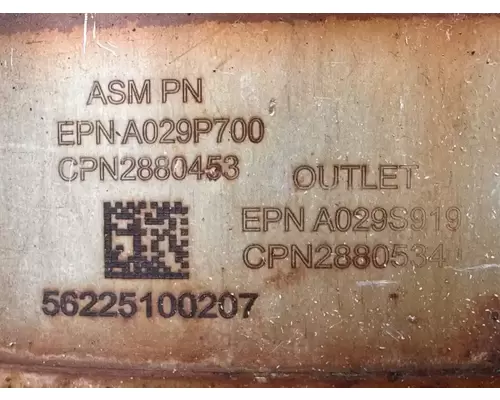 ASM PN
EPN A029P700
CPN2880453
56225100207
OUTLET
EPN A029S919
CPN2880534